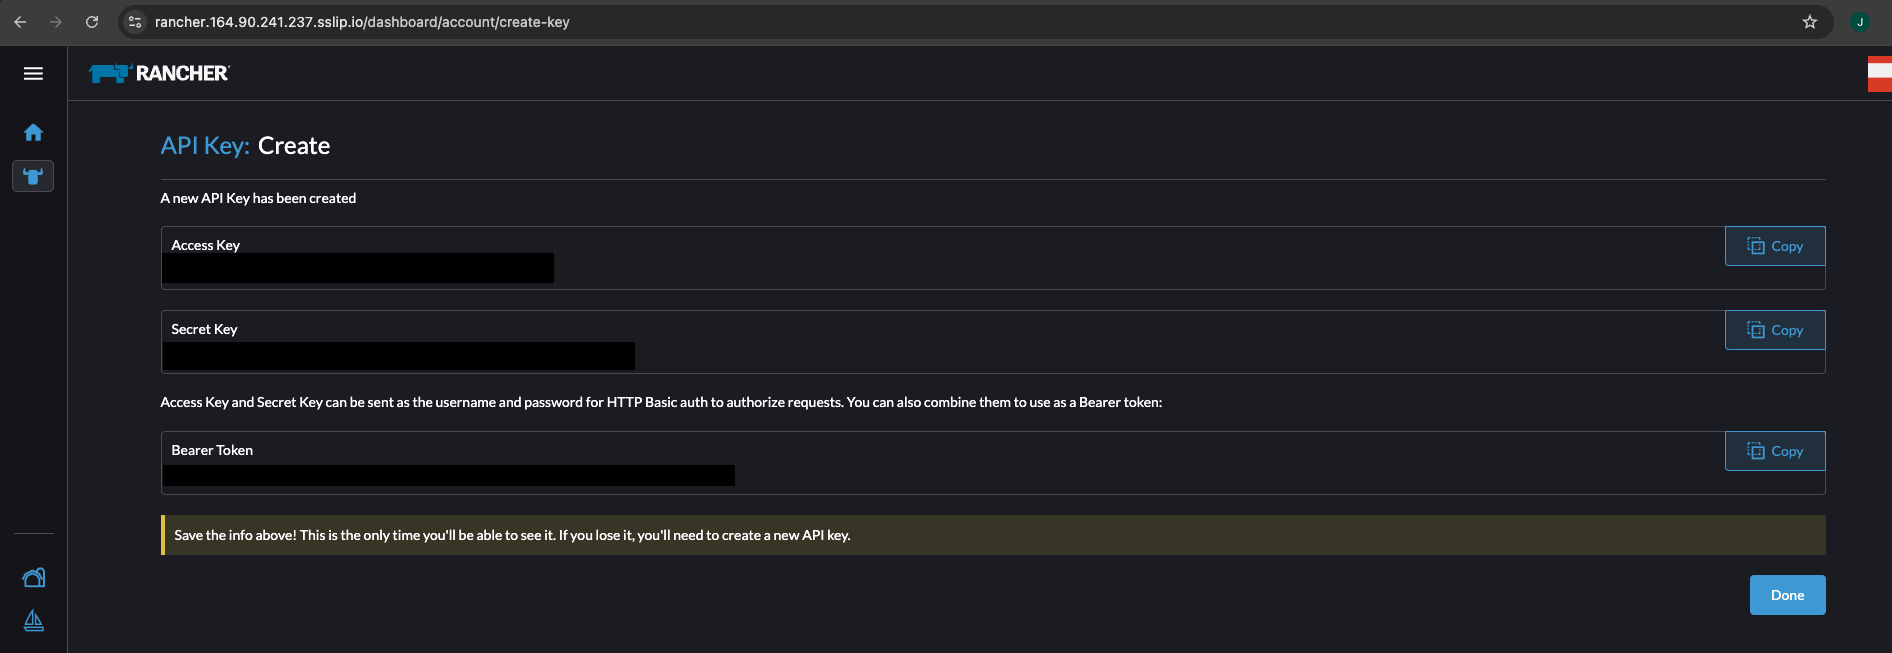 rancher.164.90.241.237.sslip.io/dashboard/account/create-key
J
RANCHER
API Key: Create
A new API Key has been created
Access Key
Copy
Secret Key
Copy
Access Key and Secret Key can be sent as the username and password for HTTP Basic auth to authorize requests. You can also combine them to use as a Bearer token:
Bearer Token
Copy
Save the info above! This is the only time you'll be able to see it. If you lose it, you'll need to create a new API key.
Done